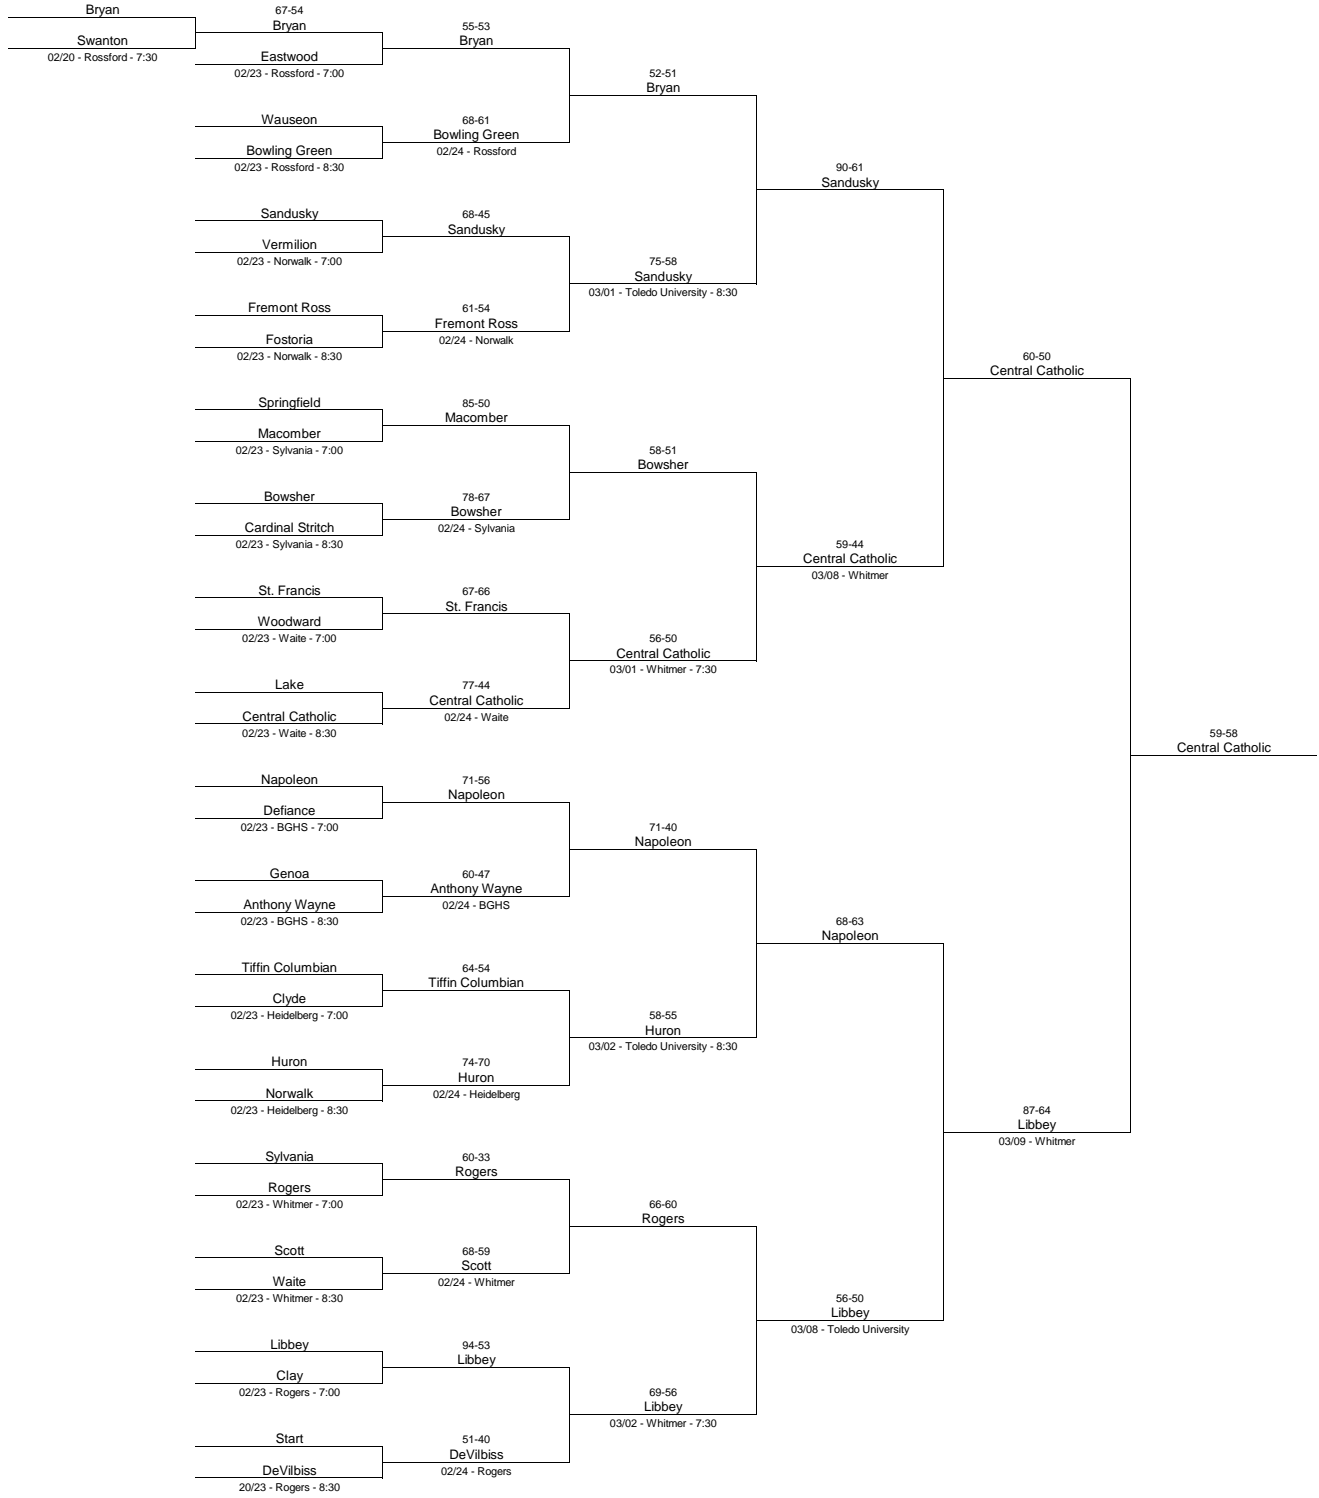 Bryan
Swanton
02/20 - Rossford - 7:30
67-54
Bryan
Eastwood
02/23 - Rossford - 7:00
Wauseon
Bowling Green
02/23 - Rossford - 8:30
Sandusky
Vermilion
02/23 - Norwalk - 7:00
Fremont Ross
Fostoria
02/23 - Norwalk - 8:30
Springfield
Macomber
02/23 - Sylvania - 7:00
Bowsher
Cardinal Stritch
02/23 - Sylvania - 8:30
St. Francis
Woodward
02/23 - Waite - 7:00
Lake
Central Catholic
02/23 - Waite - 8:30
Napoleon
Defiance
02/23 - BGHS - 7:00
Genoa
Anthony Wayne
02/23 - BGHS - 8:30
Tiffin Columbian
Clyde
02/23 - Heidelberg - 7:00
Huron
Norwalk
02/23 - Heidelberg - 8:30
Sylvania
Rogers
02/23 - Whitmer - 7:00
Scott
Waite
02/23 - Whitmer - 8:30
Libbey
Clay
02/23 - Rogers - 7:00
Start
DeVilbiss
20/23 - Rogers - 8:30
55-53
Bryan
68-61
Bowling Green
02/24 - Rossford
68-45
Sandusky
61-54
Fremont Ross
02/24 - Norwalk
85-50
Macomber
78-67
Bowsher
02/24 - Sylvania
67-66
St. Francis
77-44
Central Catholic
02/24 - Waite
71-56
Napoleon
60-47
Anthony Wayne
02/24 - BGHS
64-54
Tiffin Columbian
74-70
Huron
02/24 - Heidelberg
60-33
Rogers
68-59
Scott
02/24 - Whitmer
94-53
Libbey
51-40
DeVilbiss
02/24 - Rogers
52-51
Bryan
75-58
Sandusky
03/01 - Toledo University - 8:30
58-51
Bowsher
56-50
Central Catholic
03/01 - Whitmer - 7:30
71-40
Napoleon
58-55
Huron
03/02 - Toledo University - 8:30
66-60
Rogers
69-56
Libbey
03/02 - Whitmer - 7:30
90-61
Sandusky
59-44
Central Catholic
03/08 - Whitmer
68-63
Napoleon
56-50
Libbey
03/08 - Toledo University
60-50
Central Catholic
87-64
Libbey
03/09 - Whitmer
59-58
Central Catholic